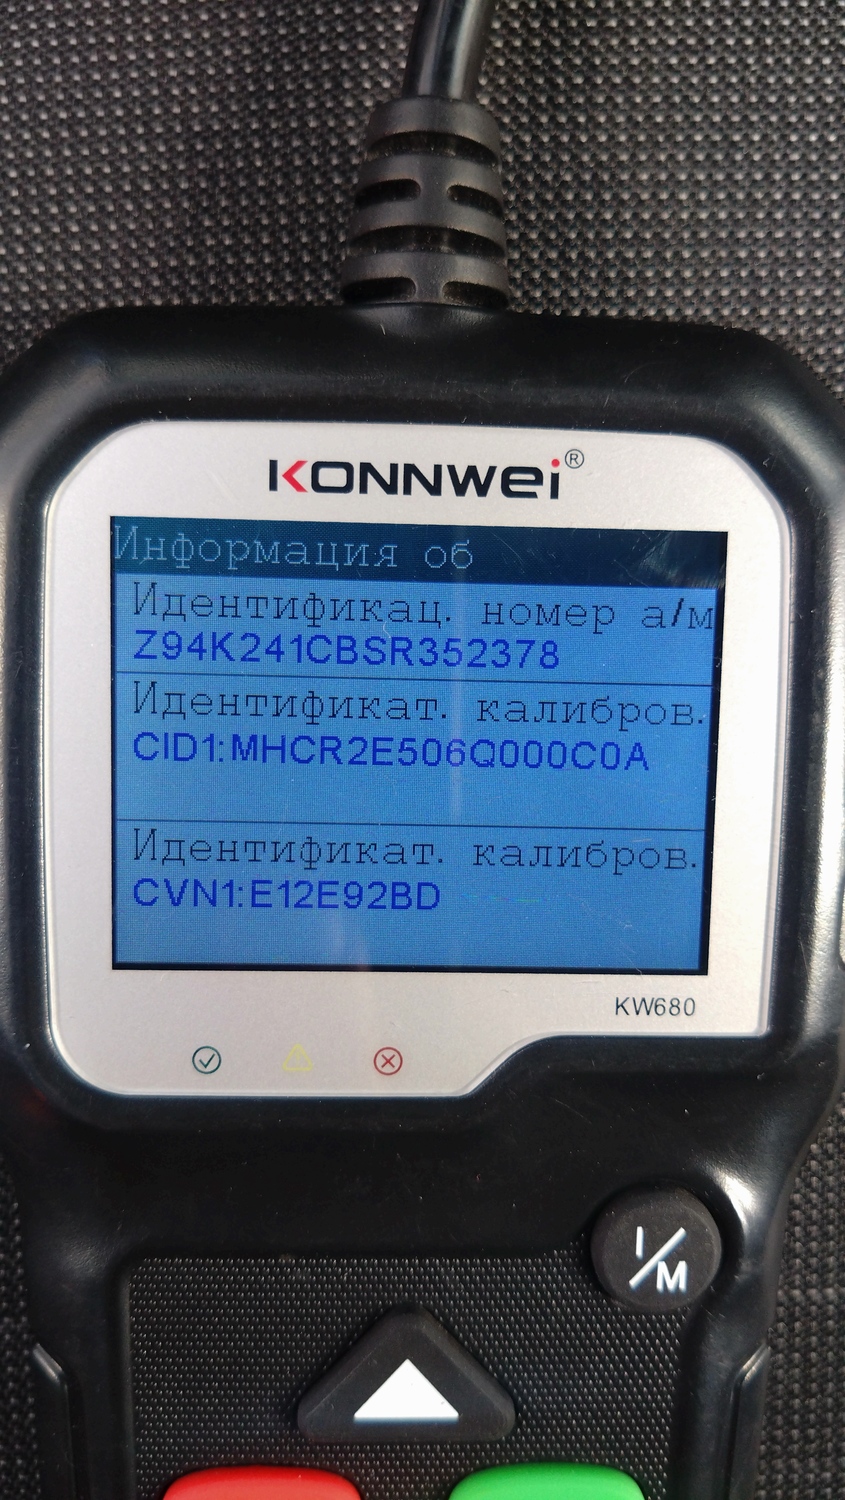 KONNWEI®
Информация об
Идентификац. номер а/м
Z94K241CBSR352378
Идентификат. калибров.
CID1:MHCR2E506Q000C0A
Идентификат. калибров.
CVN1:E12E92BD
KW680
I/M